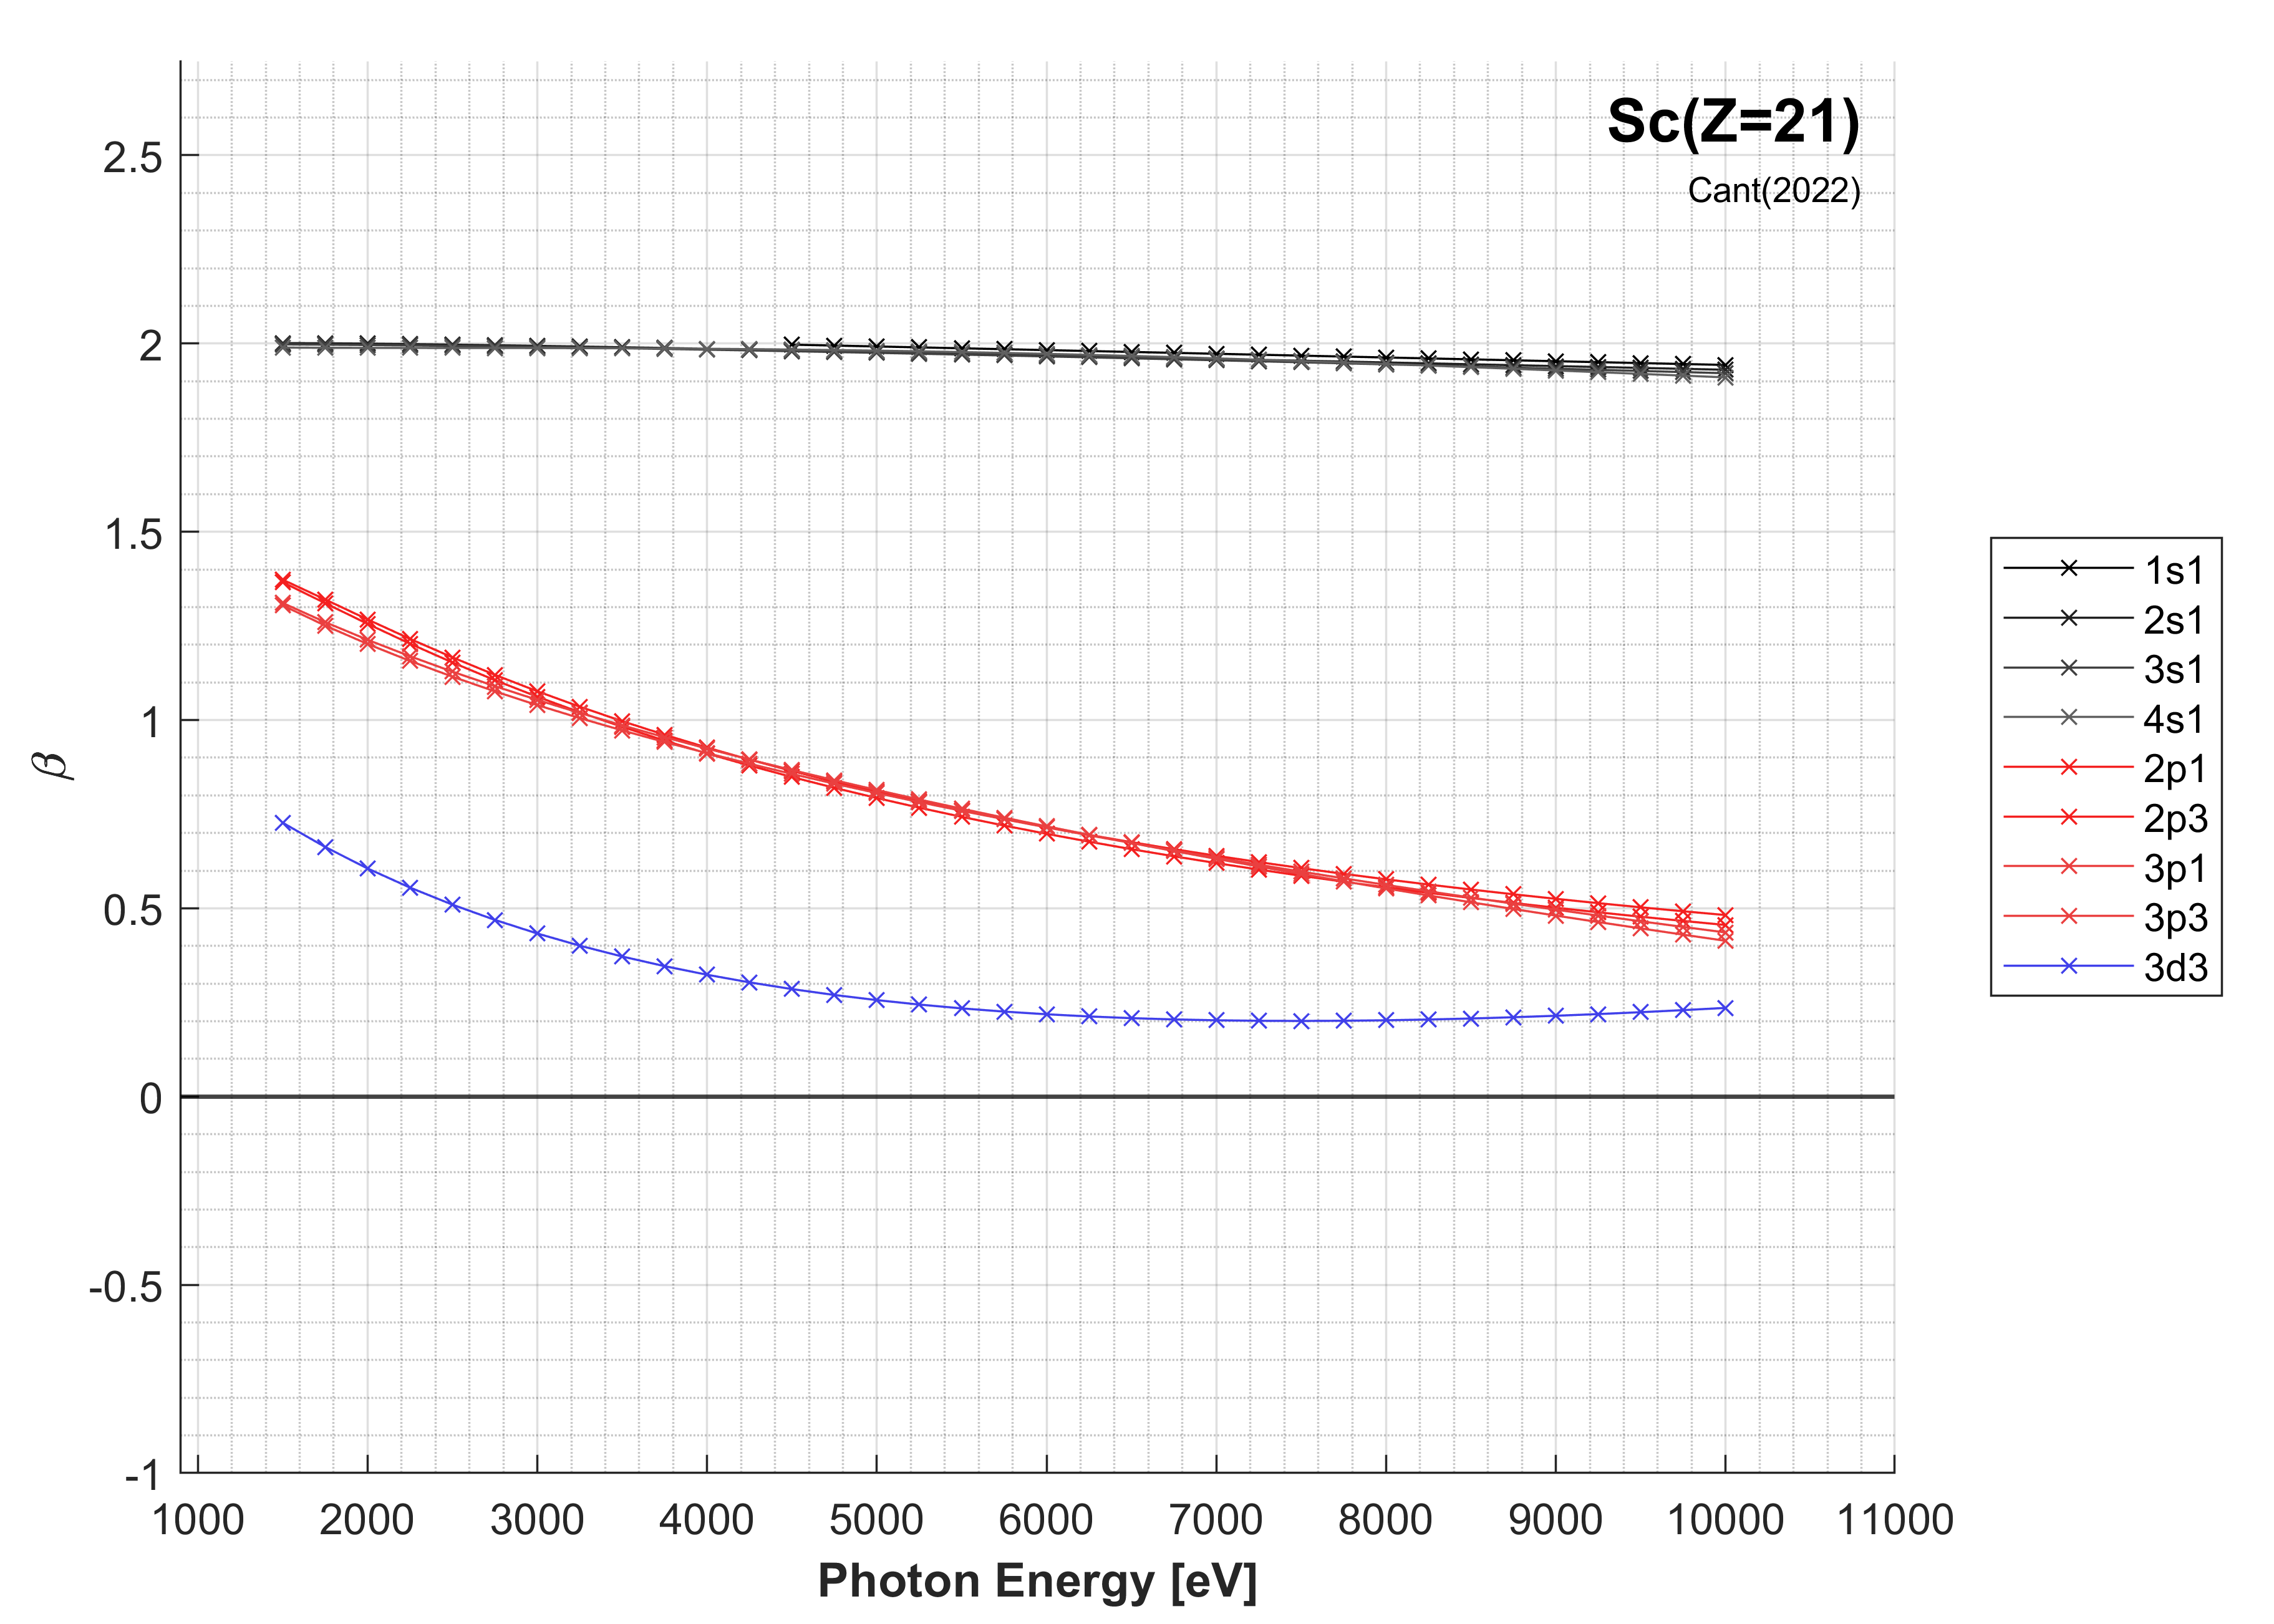 Sc(Z=21)
Cant(2022)
2.5
2
1.5
1
0.5
0
-0.5
-1
β
1000 2000 3000 4000 5000 6000 7000 8000 9000 10000 11000
Photon Energy [eV]
1s1
2s1
3s1
4s1
2p1
2p3
3p1
3p3
3d3